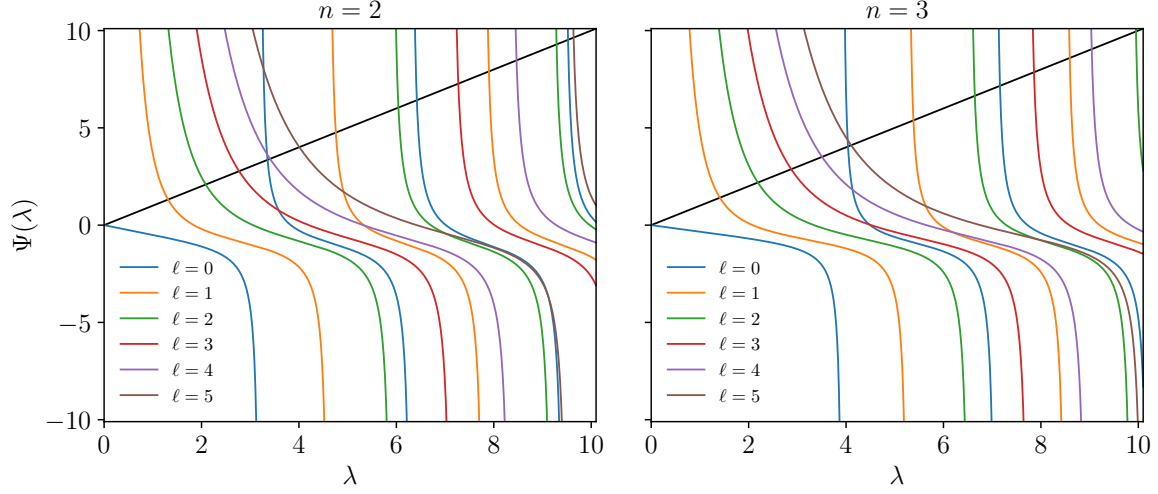 n = 2
n = 3
10
5
0
−5
−10
Ψ(λ)
ℓ = 0
ℓ = 1
ℓ = 2
ℓ = 3
ℓ = 4
ℓ = 5
ℓ = 0
ℓ = 1
ℓ = 2
ℓ = 3
ℓ = 4
ℓ = 5
0 2 4 6 8 10
0 2 4 6 8 10
λ
λ